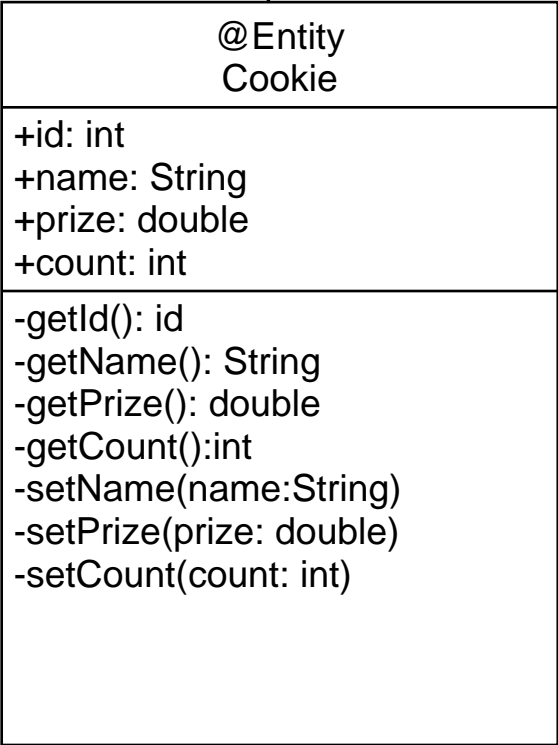 @Entity
Cookie
+id: int
+name: String
+prize: double
+count: int
-getId(): id
-getName(): String
-getPrize(): double
-getCount():int
-setName(name:String)
-setPrize(prize: double)
-setCount(count: int)